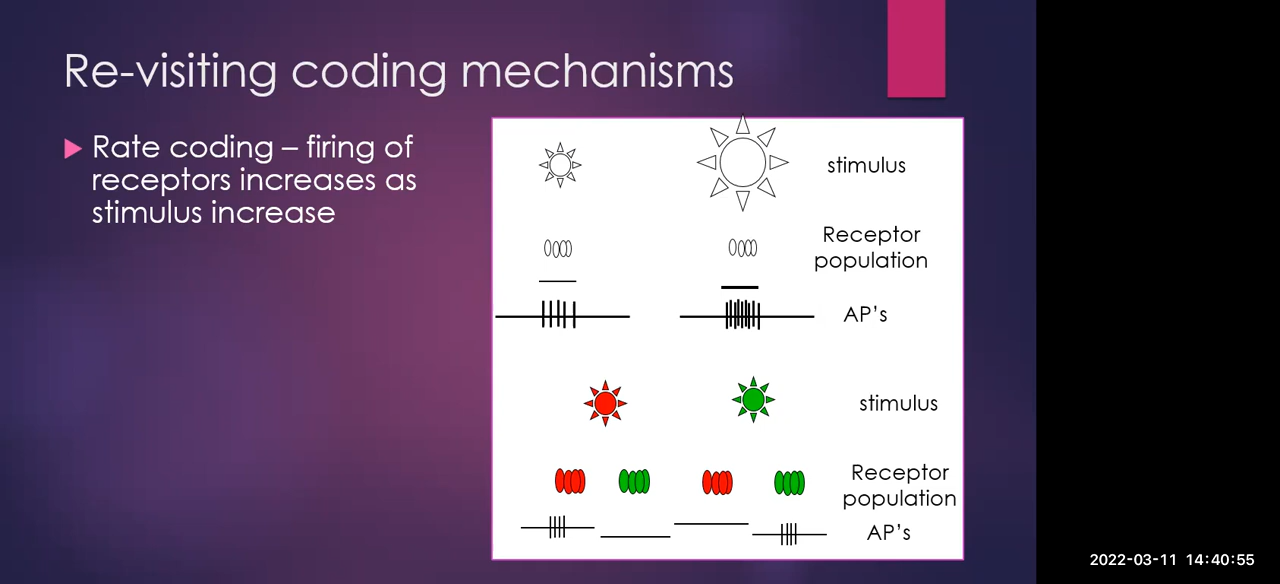 Re-visiting coding mechanisms
Rate coding – firing of
receptors increases as
stimulus increase
stimulus
Receptor
population
AP's
stimulus
Receptor
population
AP's
2022-03-11 14:40:55